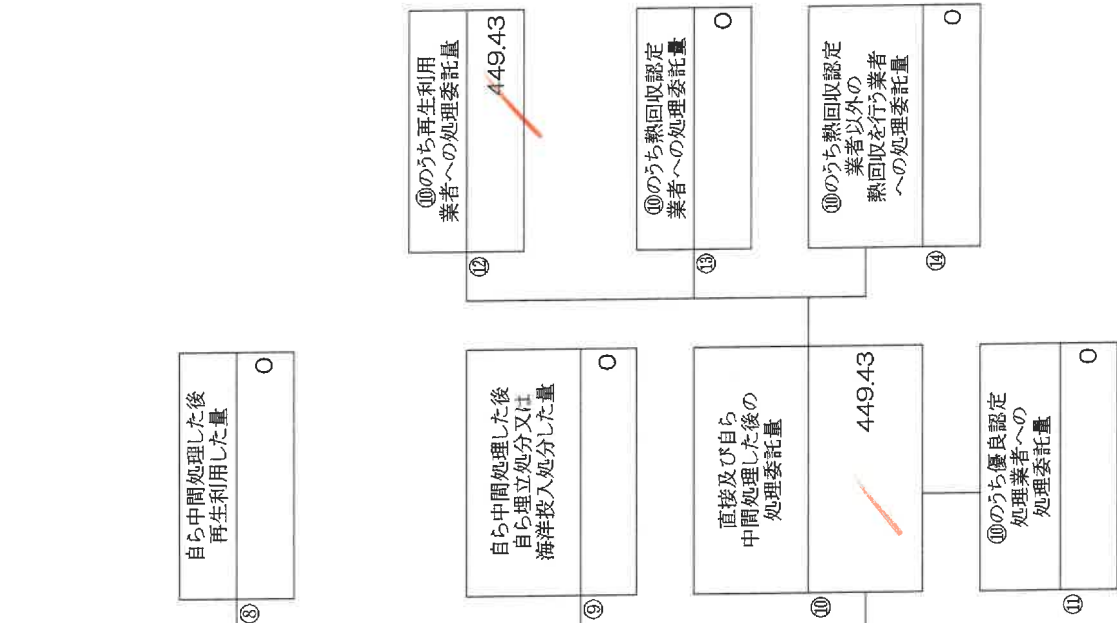 ⑧
自ら中間処理した後
再生利用した量
0
⑨
自ら中間処理した後
自ら埋立処分又は
海洋投入処分した量
0
⑩
直接及び自ら
中間処理した後の
処理委託量
449.43
⑪
⑩のうち優良認定
処理業者への
処理委託量
0
⑫
⑩のうち再生利用
業者への処理委託量
449.43
⑬
⑩のうち熱回収認定
業者への処理委託量
0
⑭
⑩のうち熱回収認定
業者以外の
熱回収を行う業者
への処理委託量
0